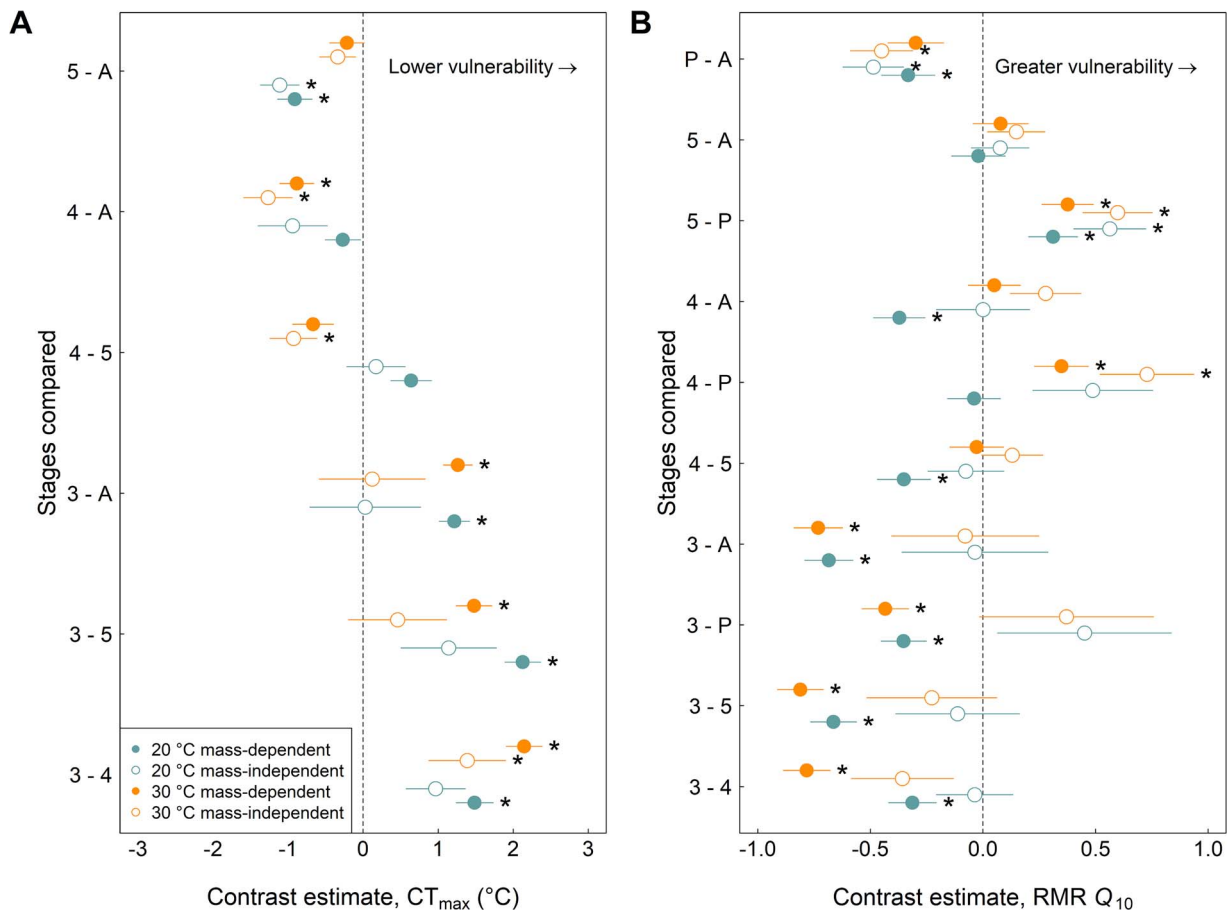 A
Lower vulnerability →
5 - A
4 - A
4 - 5
3 - A
3 - 5
3 - 4
Stages compared
* * * * * * * * * * * *
20 °C mass-dependent
20 °C mass-independent
30 °C mass-dependent
30 °C mass-independent
-3 -2 -1 0 1 2 3
Contrast estimate, CTmax (°C)
B
Greater vulnerability →
P - A
5 - A
5 - P
4 - A
4 - P
4 - 5
3 - A
3 - P
3 - 5
3 - 4
Stages compared
-1.0 -0.5 0.0 0.5 1.0
Contrast estimate, RMR Q10